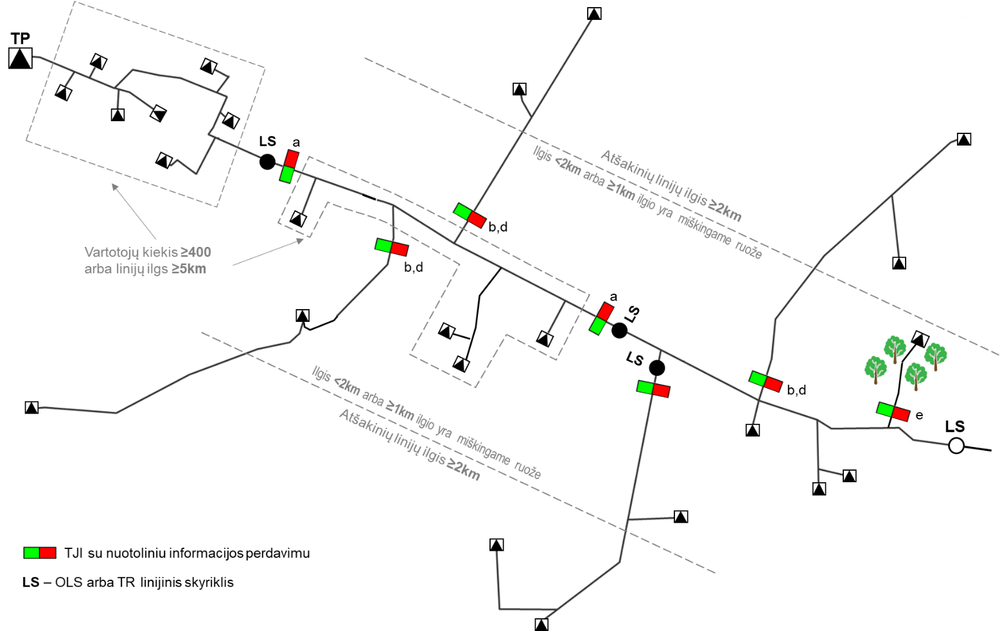 TP
LS
a
Atšakinių linijų ilgis ≥2km
Ilgis <2km arba ≥1km ilgio yra miškingame ruože
b,d
Vartotojų kiekis ≥400
arba linijų ilgs ≥5km
b,d
a
LS
LS
b,d
e
LS
Ilgis <2km arba ≥1km ilgio yra miškingame ruože
Atšakinių linijų ilgis ≥2km
TJI su nuotoliniu informacijos perdavimu
LS – OLS arba TR linijinis skyriklis